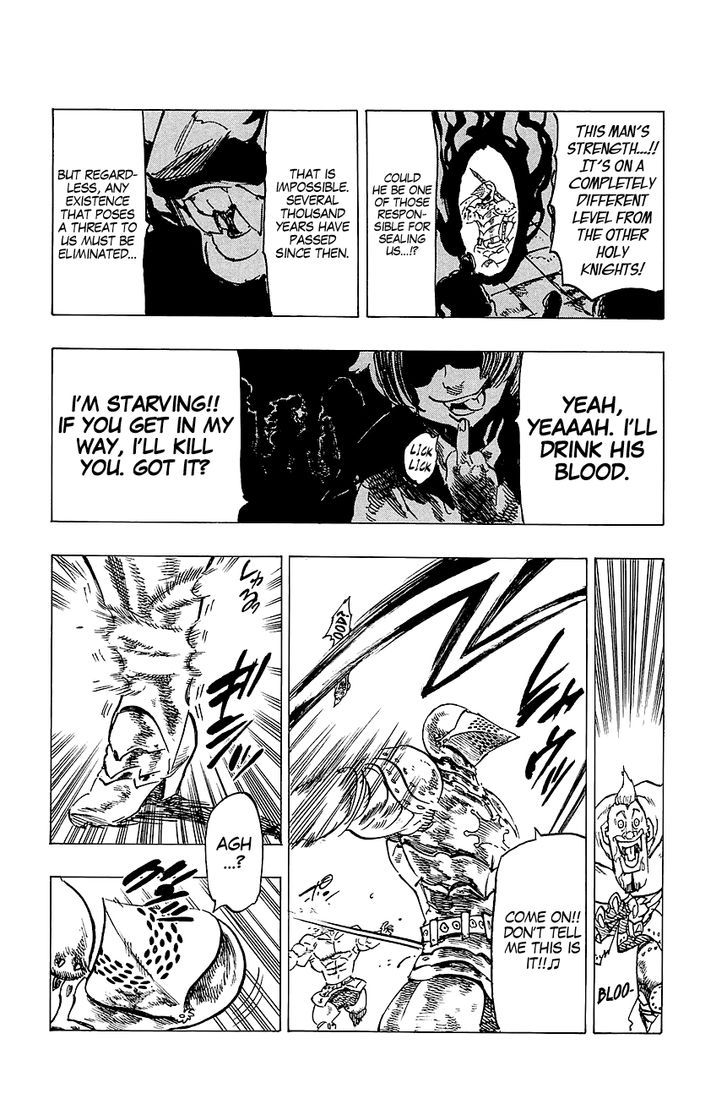 THIS MAN'S
STRENGTH...!!
IT'S ON A
COMPLETELY
DIFFERENT
LEVEL FROM
THE OTHER
HOLY
KNIGHTS!
COULD
HE BE ONE
OF THOSE
RESPON-
SIBLE FOR
SEALING
US...!?
THAT IS
IMPOSSIBLE.
SEVERAL
THOUSAND
YEARS HAVE
PASSED
SINCE THEN.
BUT REGARD-
LESS, ANY
EXISTENCE
THAT POSES
A THREAT TO
US MUST BE
ELIMINATED...
YEAH,
YEAAAH. I'LL
DRINK HIS
BLOOD.
LICK
LICK
I'M STARVING!!
IF YOU GET IN MY
WAY, I'LL KILL
YOU. GOT IT?
BLOO-
OOD?
COME ON!!
DON'T TELL
ME THIS IS
IT!!♫
AGH
...?